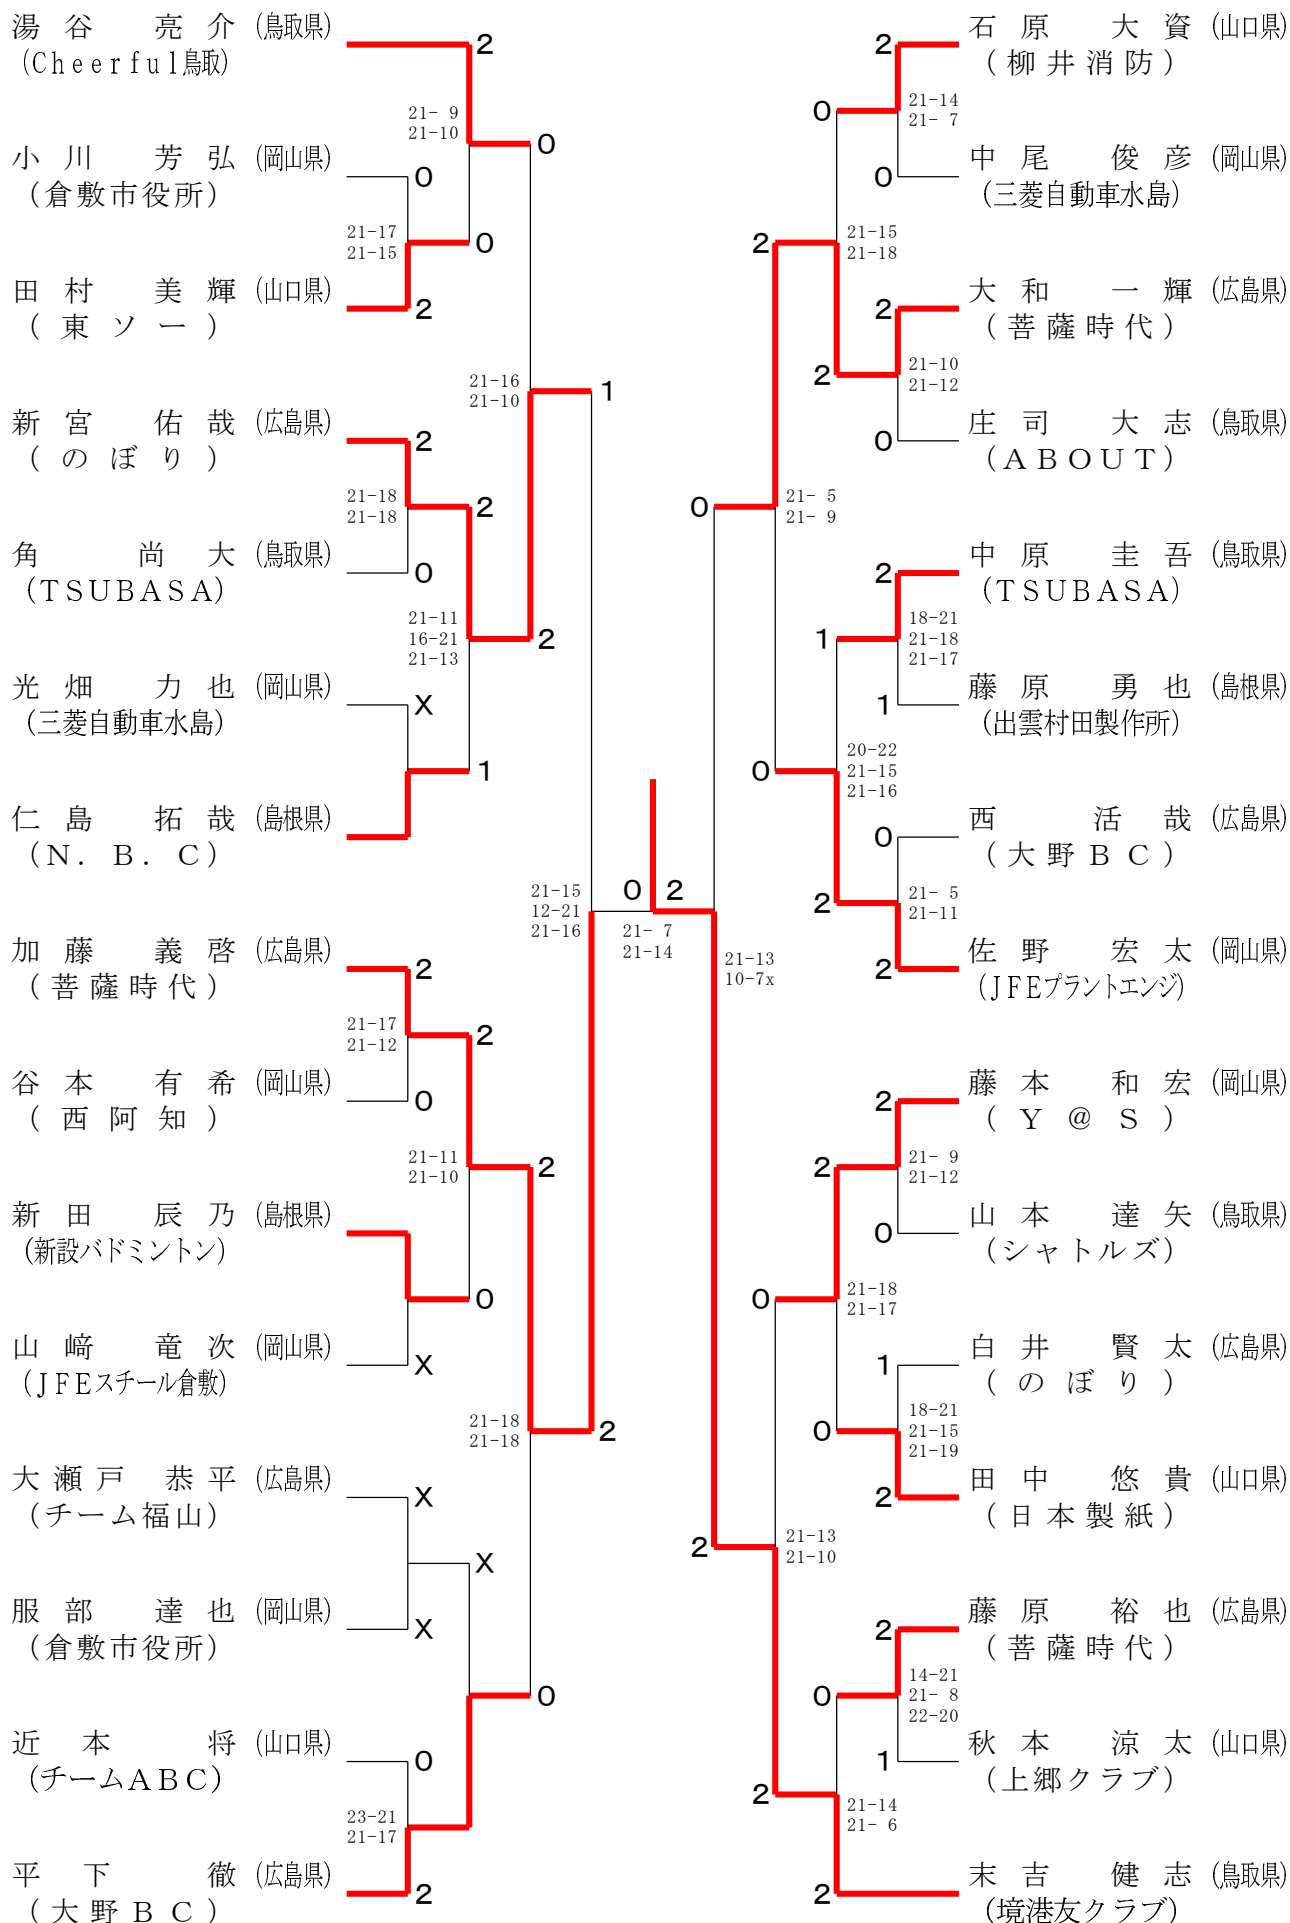 湯谷 亮介 (鳥取県)
(Cheerful鳥取)
2
21- 9
21-10
0
小川 芳弘 (岡山県)
(倉敷市役所)
0
21-17
21-15
0
田村 美輝 (山口県)
(東ソー)
2
21-16
21-10
1
新宮 佑哉 (広島県)
(のぼり)
2
21-18
21-18
2
角 尚大 (鳥取県)
(TSUBASA)
0
21-11
16-21
21-13
2
光畑 力也 (岡山県)
(三菱自動車水島)
X
1
仁島 拓哉 (島根県)
(N.B.C)
21-15
12-21
21-16
0 2
21- 7
21-14
加藤 義啓 (広島県)
(菩薩時代)
2
21-17
21-12
2
谷本 有希 (岡山県)
(西阿知)
0
21-11
21-10
2
新田 辰乃 (島根県)
(新設バドミントン)
0
山﨑 竜次 (岡山県)
(JFEスチール倉敷)
X
21-18
21-18
2
大瀬戸 恭平 (広島県)
(チーム福山)
X
X
服部 達也 (岡山県)
(倉敷市役所)
X
0
近本 将 (山口県)
(チームABC)
0
23-21
21-17
平下 徹 (広島県)
(大野BC)
2
石原 大資 (山口県)
(柳井消防)
2
0
21-14
21- 7
中尾 俊彦 (岡山県)
(三菱自動車水島)
0
2
21-15
21-18
大和 一輝 (広島県)
(菩薩時代)
2
2
21-10
21-12
庄司 大志 (鳥取県)
(ABOUT)
0
0
21- 5
21- 9
中原 圭吾 (鳥取県)
(TSUBASA)
2
1
18-21
21-18
21-17
藤原 勇也 (島根県)
(出雲村田製作所)
1
0
20-22
21-15
21-16
西 活哉 (広島県)
(大野BC)
0
2
21- 5
21-11
佐野 宏太 (岡山県)
(JFEプラントエンジ)
2
21-13
10-7x
藤本 和宏 (岡山県)
(Y@S)
2
2
21- 9
21-12
山本 達矢 (鳥取県)
(シャトルズ)
0
0
21-18
21-17
白井 賢太 (広島県)
(のぼり)
1
0
18-21
21-15
21-19
田中 悠貴 (山口県)
(日本製紙)
2
2
21-13
21-10
藤原 裕也 (広島県)
(菩薩時代)
2
0
14-21
21- 8
22-20
秋本 涼太 (山口県)
(上郷クラブ)
1
2
21-14
21- 6
末吉 健志 (鳥取県)
(境港友クラブ)
2